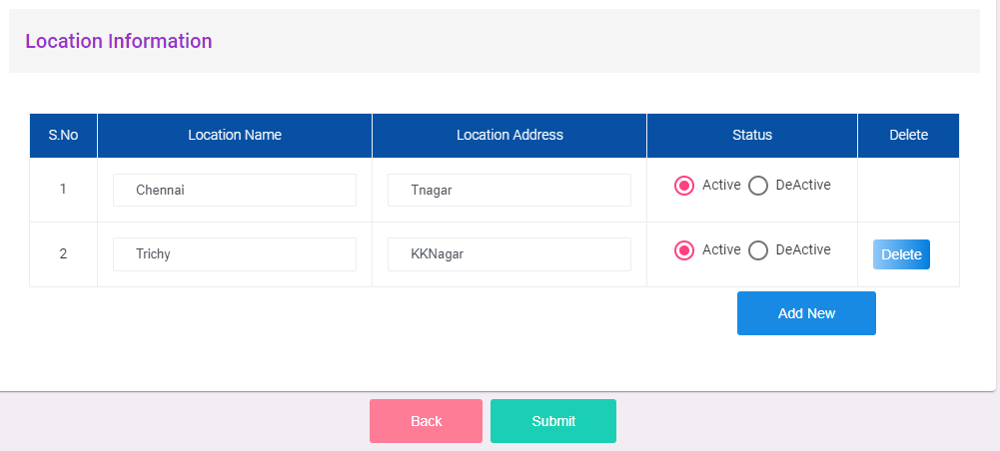 Location Information
S.No Location Name Location Address Status Delete
1 Chennai Tnagar Active DeActive
2 Trichy KKNagar Active DeActive Delete
Add New
Back Submit